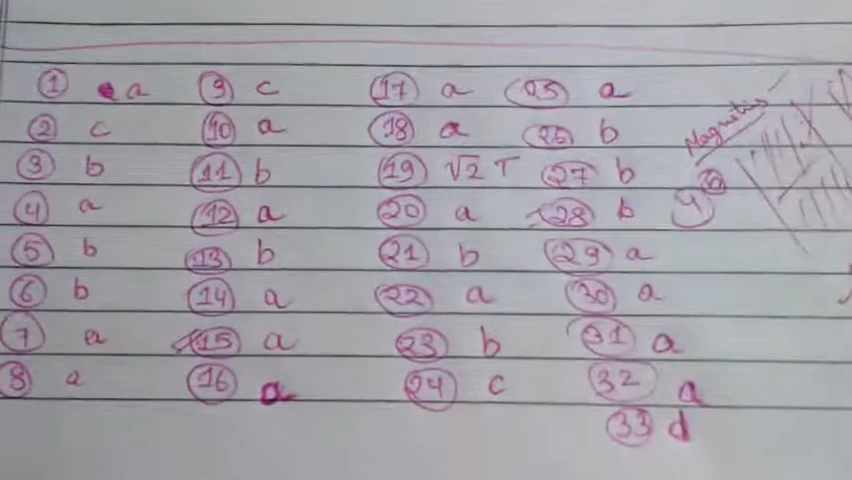 1 a 9 c 17 a 25 a
2 c 10 a 18 a 26 b
3 b 11 b 19 √2 T 27 b
4 a 12 a 20 a 28 b
5 b 13 b 21 b 29 a
6 b 14 a 22 a 30 a
7 a 15 a 23 b 31 a
8 a 16 a 24 c 32 a
33 d